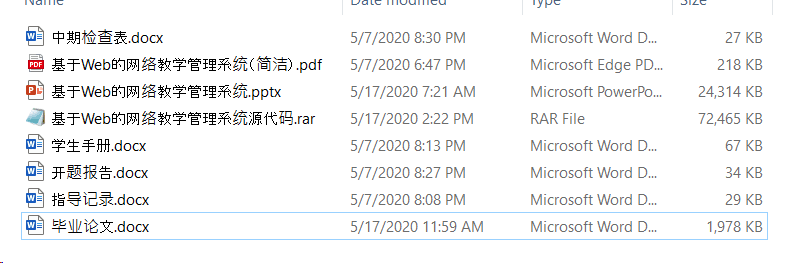 Name Date modified Type Size
中期检查表.docx 5/7/2020 8:30 PM Microsoft Word D... 27 KB
基于Web的网络教学管理系统(简洁).pdf 5/7/2020 6:47 PM Microsoft Edge PD... 218 KB
基于Web的网络教学管理系统.pptx 5/17/2020 7:21 AM Microsoft PowerPo... 24,314 KB
基于Web的网络教学管理系统源代码.rar 5/17/2020 2:22 PM RAR File 72,465 KB
学生手册.docx 5/7/2020 8:13 PM Microsoft Word D... 67 KB
开题报告.docx 5/7/2020 8:27 PM Microsoft Word D... 34 KB
指导记录.docx 5/7/2020 8:08 PM Microsoft Word D... 29 KB
毕业论文.docx 5/17/2020 11:59 AM Microsoft Word D... 1,978 KB